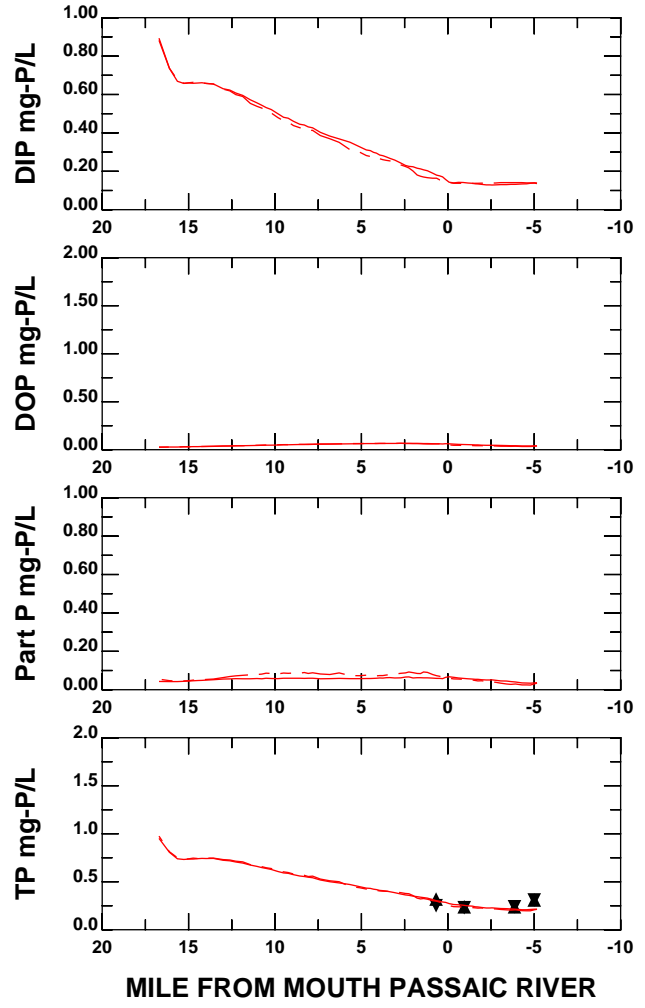 DIP mg-P/L
1.00
0.80
0.60
0.40
0.20
0.00
20 15 10 5 0 -5 -10
DOP mg-P/L
2.00
1.50
1.00
0.50
0.00
20 15 10 5 0 -5 -10
Part P mg-P/L
1.00
0.80
0.60
0.40
0.20
0.00
20 15 10 5 0 -5 -10
TP mg-P/L
2.0
1.5
1.0
0.5
0.0
20 15 10 5 0 -5 -10
MILE FROM MOUTH PASSAIC RIVER